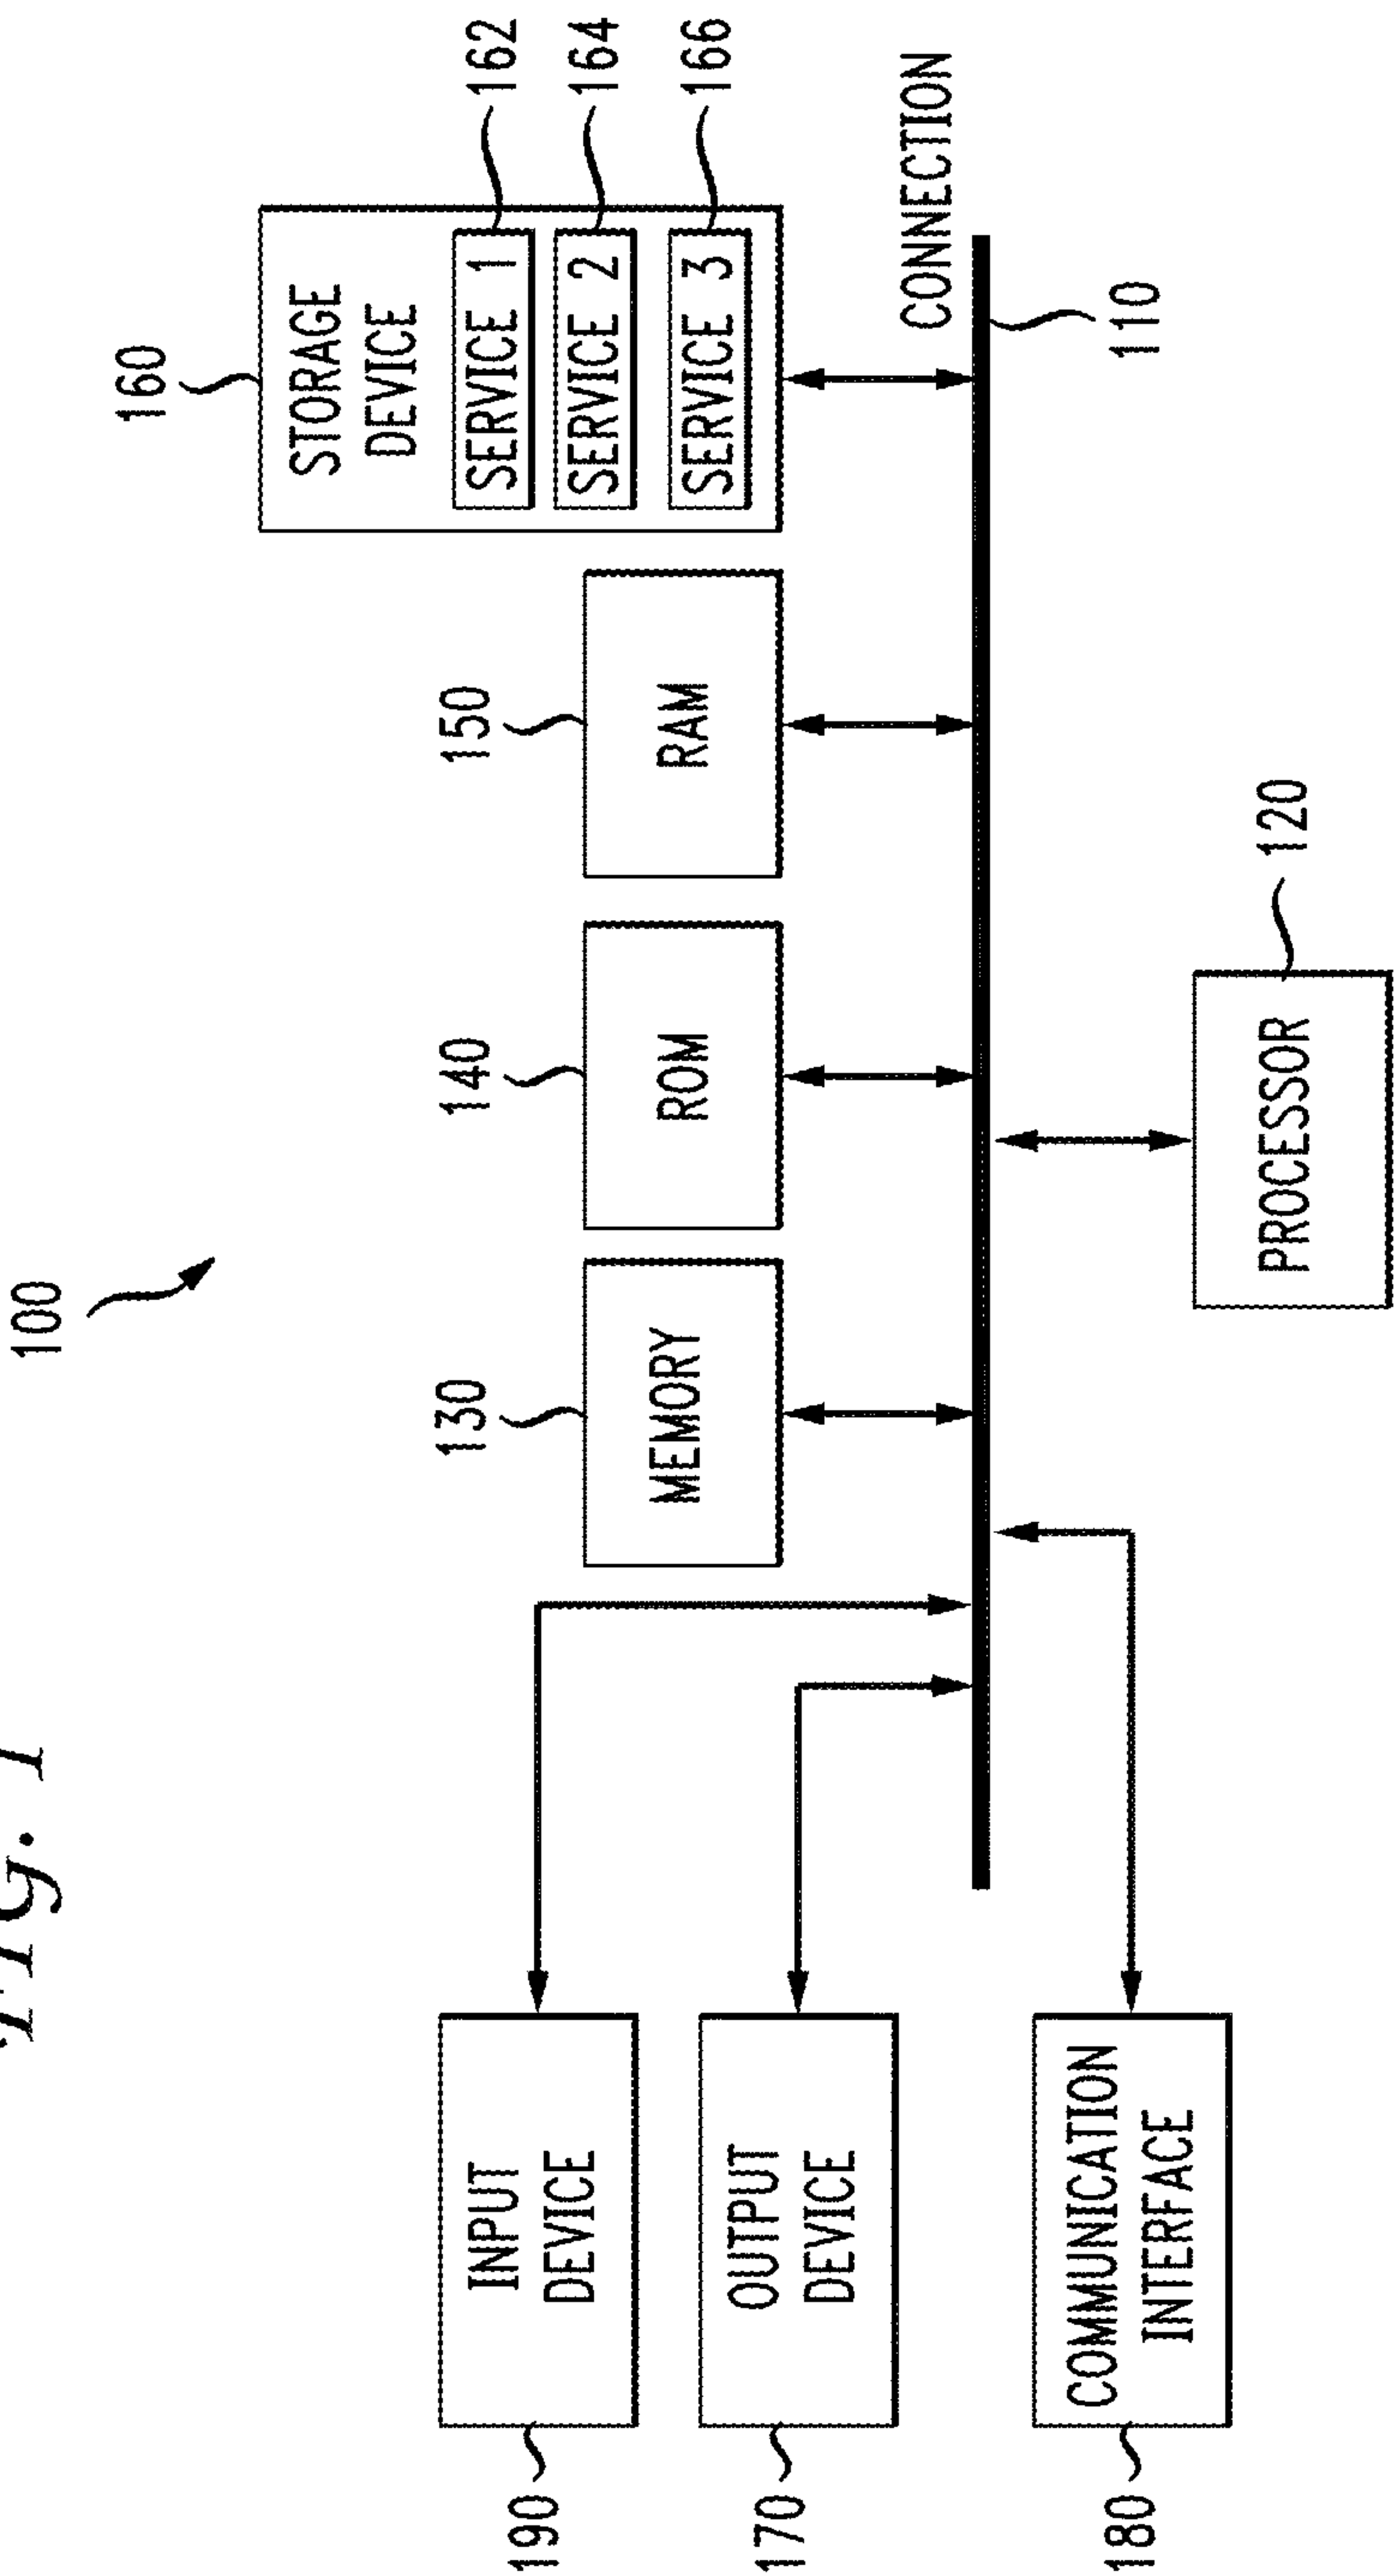 FIG. 1
100
160
STORAGE
DEVICE
SERVICE 1
162
SERVICE 2
164
SERVICE 3
166
130
MEMORY
140
ROM
150
RAM
190
INPUT
DEVICE
170
OUTPUT
DEVICE
CONNECTION
110
180
COMMUNICATION
INTERFACE
PROCESSOR
120